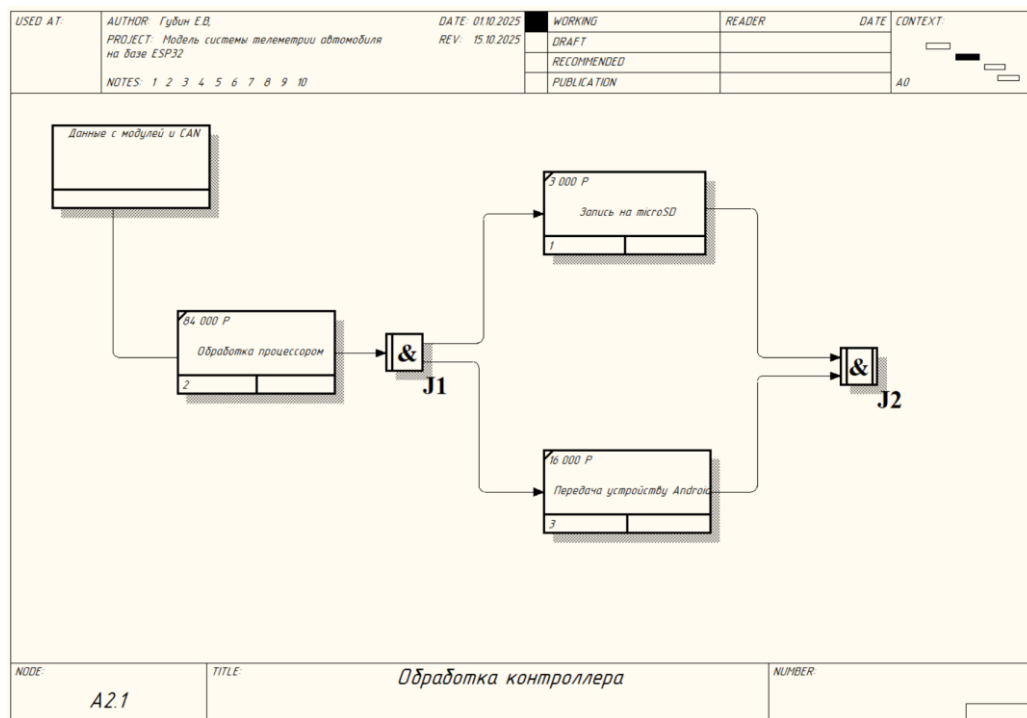 USED AT:
AUTHOR: Губин Е.В,
DATE: 01.10.2025
PROJECT: Модель системы телеметрии автомобиля
на базе ESP32
REV: 15.10.2025
NOTES: 1 2 3 4 5 6 7 8 9 10
WORKING
DRAFT
RECOMMENDED
PUBLICATION
READER
DATE
CONTEXT:
A0
Данные с модулей и CAN
3 000 Р
Запись на microSD
1
84 000 Р
Обработка процессором
2
&
J1
&
J2
16 000 Р
Передача устройству Android
3
NODE:
A2.1
TITLE:
Обработка контроллера
NUMBER: